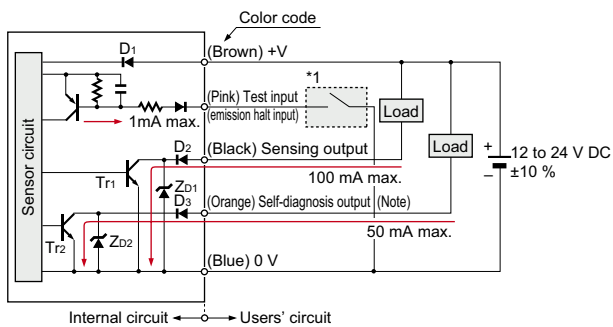 Color code
D1
(Brown) +V
*1
(Pink) Test input
(emission halt input)
1mA max.
Load
Load
Sensor circuit
D2
(Black) Sensing output
+
12 to 24 V DC
±10 %
–
Tr1
ZD1
100 mA max.
D3
(Orange) Self-diagnosis output (Note)
Tr2
ZD2
50 mA max.
(Blue) 0 V
Internal circuit
Users' circuit